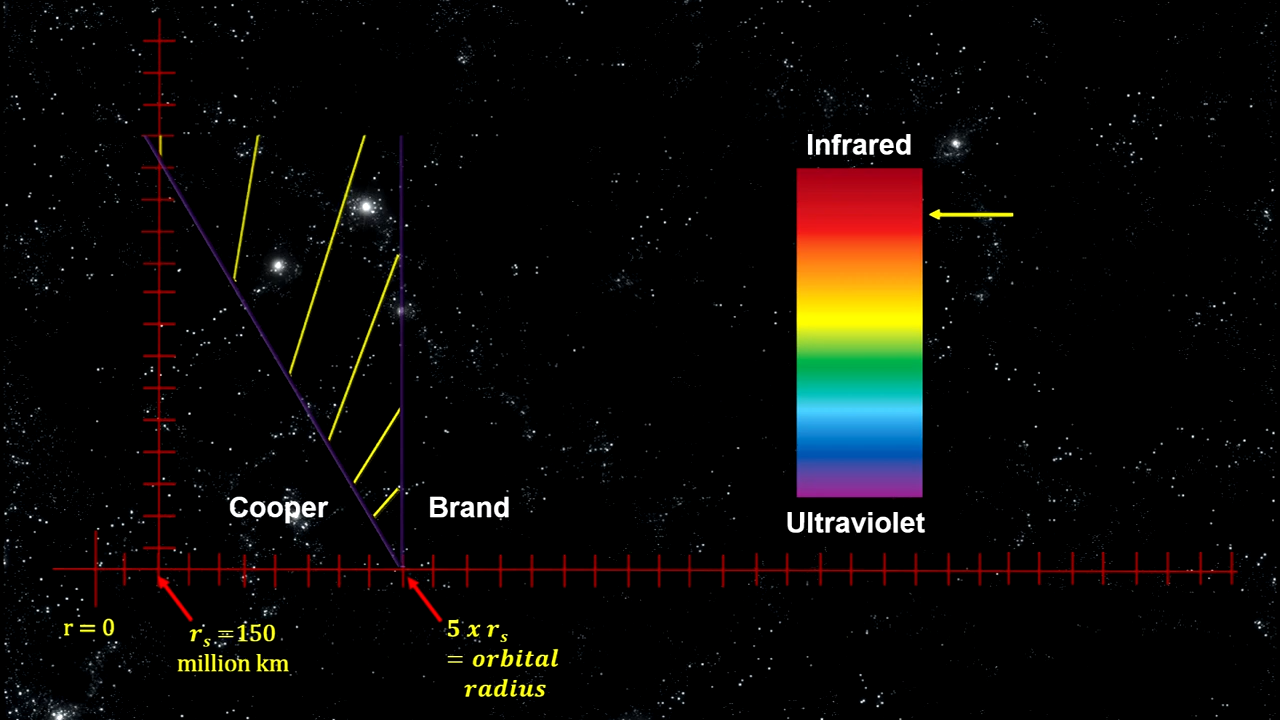 Infrared
Cooper
Brand
Ultraviolet
r = 0
r_s =150
million km
5 x r_s
= orbital
radius